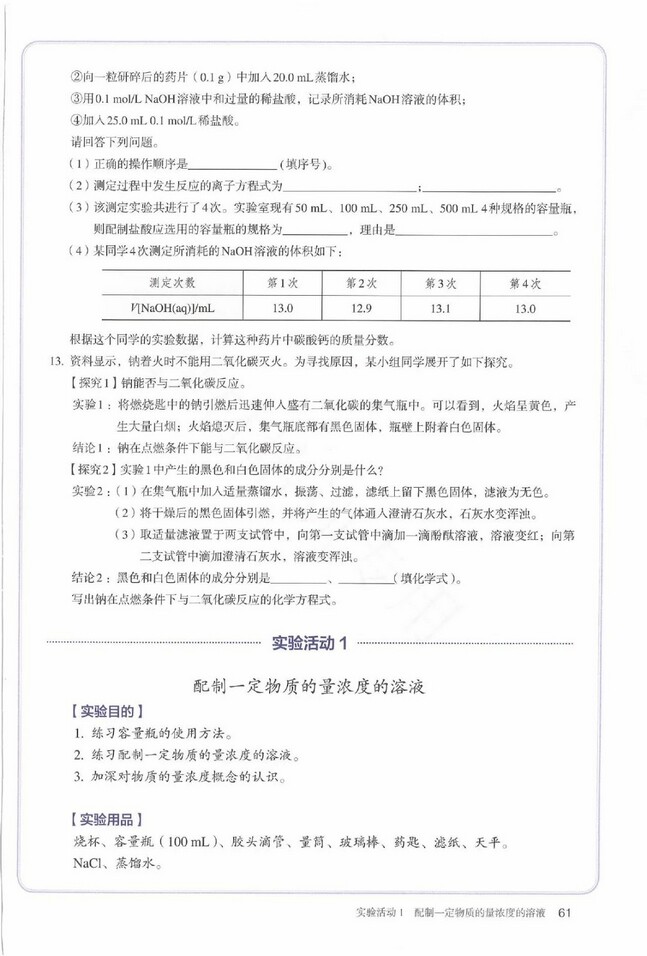 ②向一粒研碎后的药片（0.1 g）中加入20.0 mL蒸馏水；
③用0.1 mol/L NaOH溶液中和过量的稀盐酸，记录所消耗NaOH溶液的体积；
④加入25.0 mL 0.1 mol/L稀盐酸。
请回答下列问题。
（1）正确的操作顺序是____________（填序号）。
（2）测定过程中发生反应的离子方程式为____________；____________。
（3）该测定实验共进行了4次。实验室现有50 mL、100 mL、250 mL、500 mL 4种规格的容量瓶，
则配制盐酸应选用的容量瓶的规格为________，理由是____________。
（4）某同学4次测定所消耗的NaOH溶液的体积如下：
测定次数 第1次 第2次 第3次 第4次
V[NaOH(aq)]/mL 13.0 12.9 13.1 13.0
根据这个同学的实验数据，计算这种药片中碳酸钙的质量分数。
13. 资料显示，钠着火时不能用二氧化碳灭火。为寻找原因，某小组同学展开了如下探究。
【探究1】钠能否与二氧化碳反应。
实验1：将燃烧匙中的钠引燃后迅速伸入盛有二氧化碳的集气瓶中。可以看到，火焰呈黄色，产
生大量白烟；火焰熄灭后，集气瓶底部有黑色固体，瓶壁上附着白色固体。
结论1：钠在点燃条件下能与二氧化碳反应。
【探究2】实验1中产生的黑色和白色固体的成分分别是什么？
实验2：（1）在集气瓶中加入适量蒸馏水，振荡、过滤，滤纸上留下黑色固体，滤液为无色。
（2）将干燥后的黑色固体引燃，并将产生的气体通入澄清石灰水，石灰水变浑浊。
（3）取适量滤液置于两支试管中，向第一支试管中滴加一滴酚酞溶液，溶液变红；向第
二支试管中滴加澄清石灰水，溶液变浑浊。
结论2：黑色和白色固体的成分分别是________、________（填化学式）。
写出钠在点燃条件下与二氧化碳反应的化学方程式。
实验活动 1
配制一定物质的量浓度的溶液
【实验目的】
1. 练习容量瓶的使用方法。
2. 练习配制一定物质的量浓度的溶液。
3. 加深对物质的量浓度概念的认识。
【实验用品】
烧杯、容量瓶（100 mL）、胶头滴管、量筒、玻璃棒、药匙、滤纸、天平。
NaCl、蒸馏水。
实验活动1 配制一定物质的量浓度的溶液 61